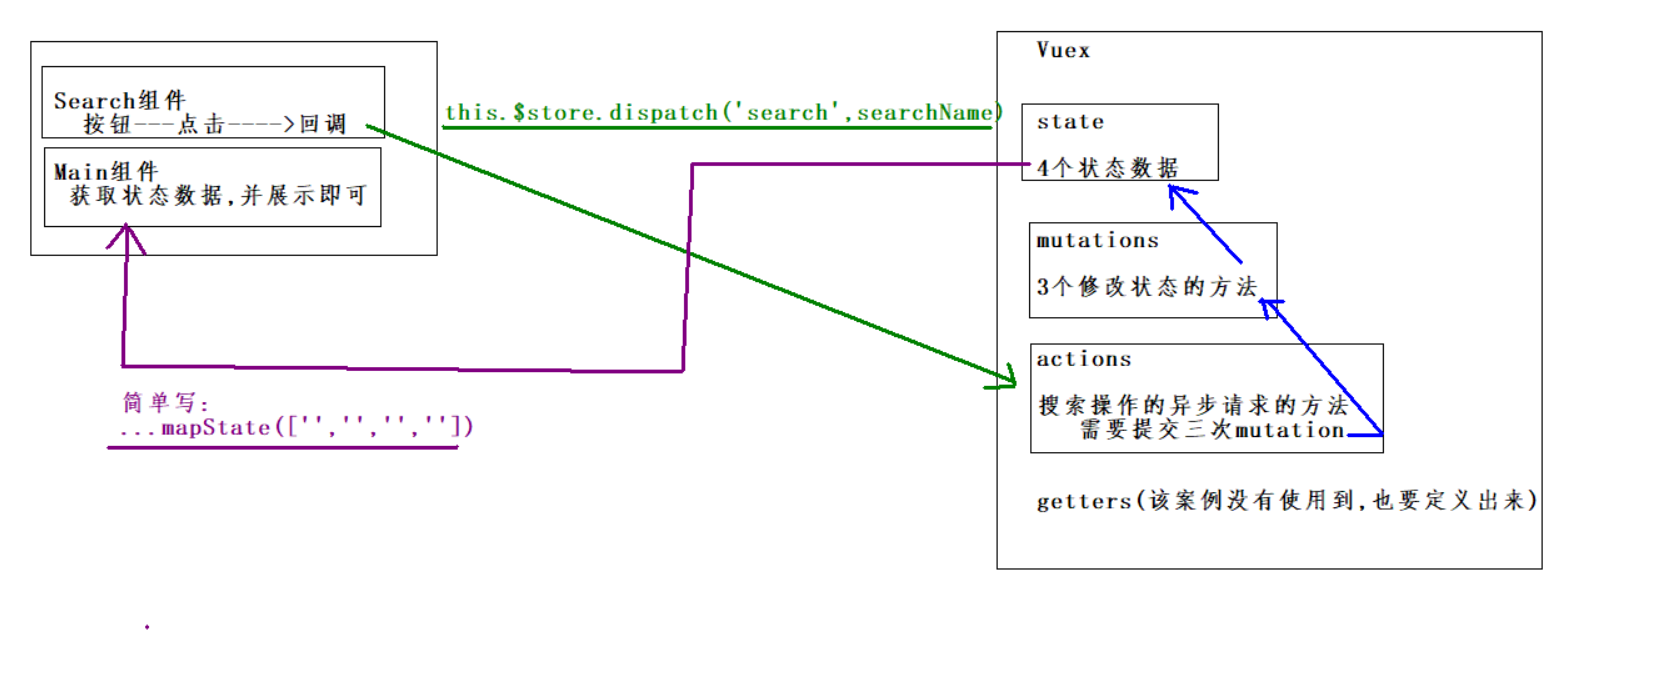 Search组件
按钮---点击---->回调
Main组件
获取状态数据,并展示即可
this.$store.dispatch('search',searchName)
简单写:
...mapState(['','','',''])
Vuex
state
4个状态数据
mutations
3个修改状态的方法
actions
搜索操作的异步请求的方法
需要提交三次mutation
getters(该案例没有使用到,也要定义出来)